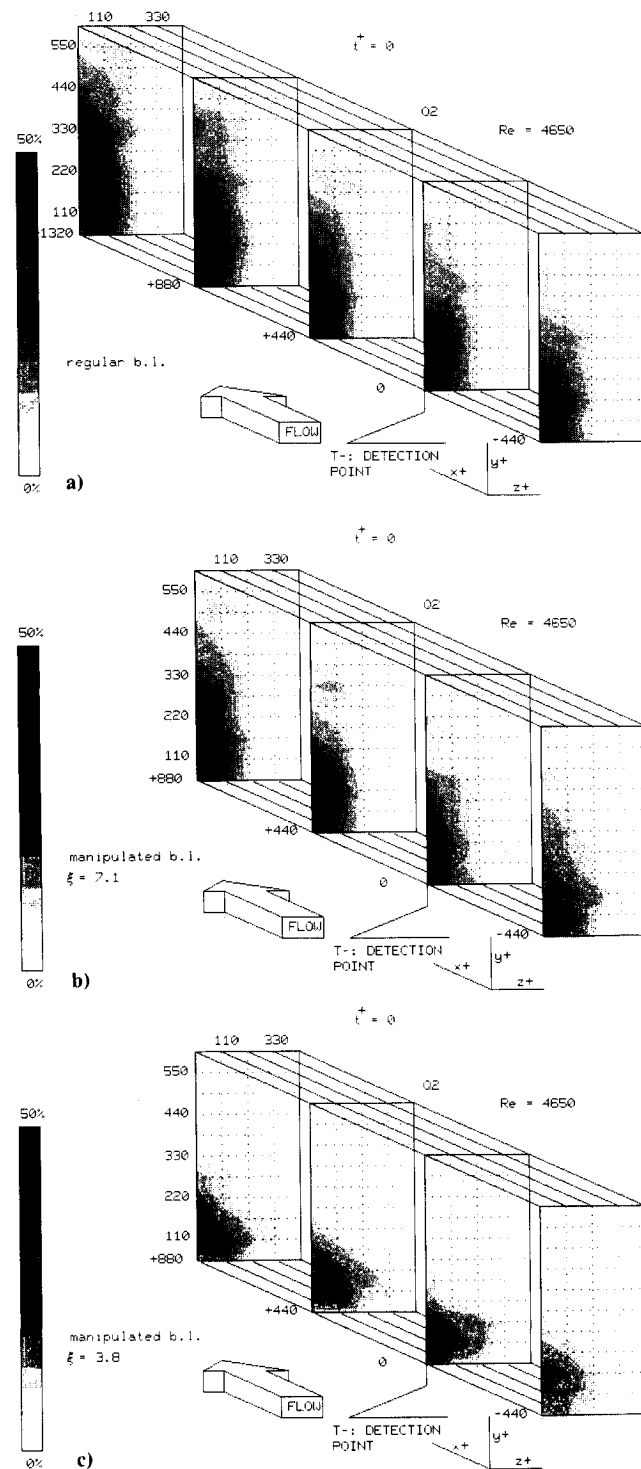 110 330
t+ = 0
550
440
Q2
330
Re = 4650
50%
220
110
+1320
+880
+440
regular b.l.
0
FLOW
-440
T-: DETECTION
POINT
y+
x+
z+
0%
a)
t+ = 0
110 330
550
Q2
440
Re = 4650
50%
330
220
110
+880
+440
manipulated b.l.
ξ = 7.1
0
FLOW
-440
T-: DETECTION
POINT
y+
x+
z+
0%
b)
t+ = 0
110 330
550
Q2
440
Re = 4650
50%
330
220
110
+880
+440
manipulated b.l.
ξ = 3.8
0
FLOW
-440
T-: DETECTION
POINT
y+
x+
z+
0%
c)